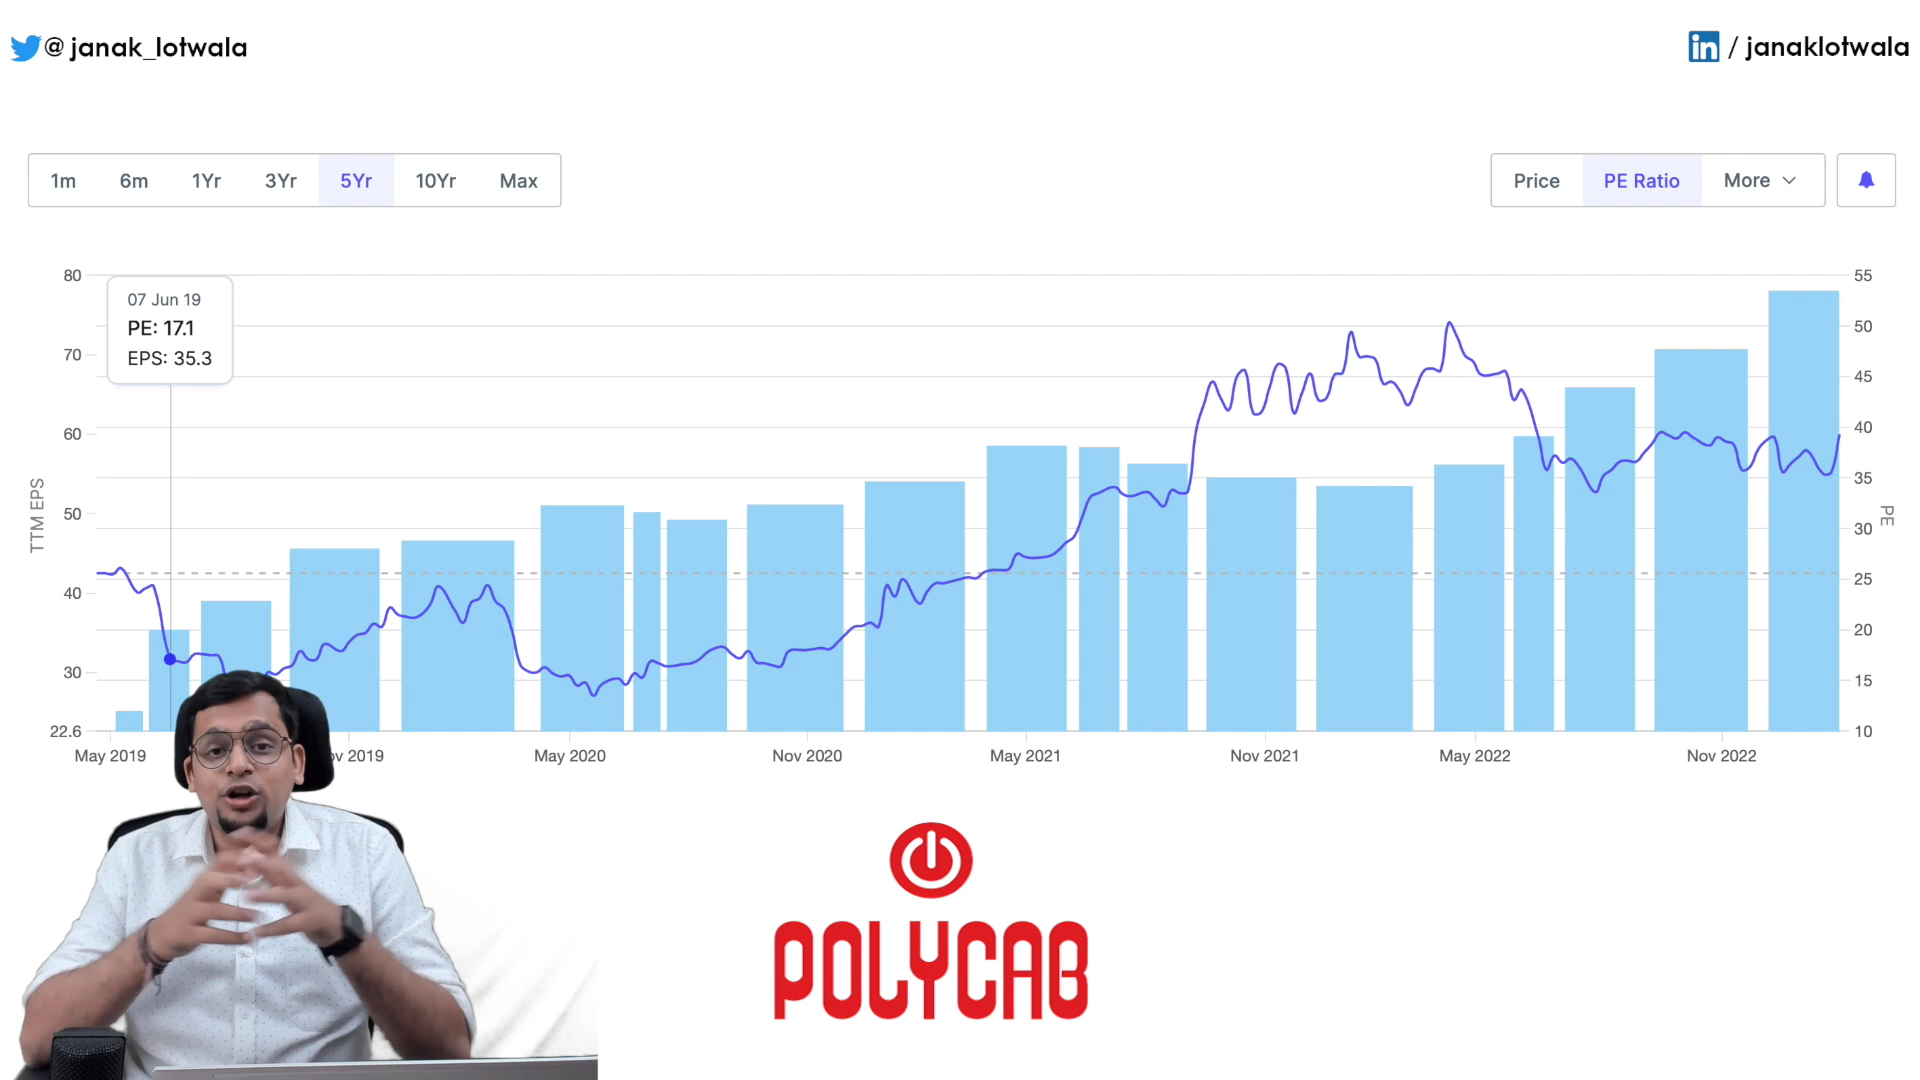 @ janak_lotwala
in / janaklotwala
1m 6m 1Yr 3Yr 5Yr 10Yr Max
Price PE Ratio More
80
70
60
50
40
30
22.6
TTM EPS
07 Jun 19
PE: 17.1
EPS: 35.3
55
50
45
40
35
30
25
20
15
10
PE
May 2019
ov 2019
May 2020
Nov 2020
May 2021
Nov 2021
May 2022
Nov 2022
POLYCAB